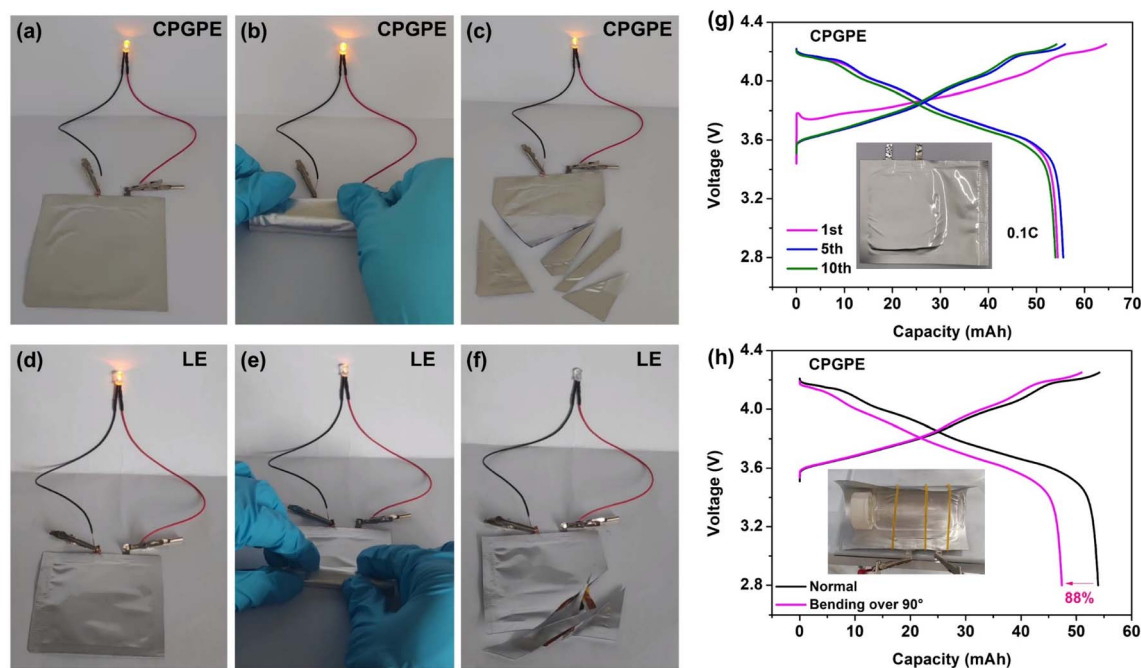 (a) CPGPE
(b) CPGPE
(c) CPGPE
(d) LE
(e) LE
(f) LE
(g)
CPGPE
4.4
4.0
3.6
3.2
2.8
Voltage (V)
1st
5th
10th
0.1C
0 10 20 30 40 50 60 70
Capacity (mAh)
(h)
CPGPE
4.4
4.0
3.6
3.2
2.8
Voltage (V)
Normal
Bending over 90°
88%
0 10 20 30 40 50 60
Capacity (mAh)